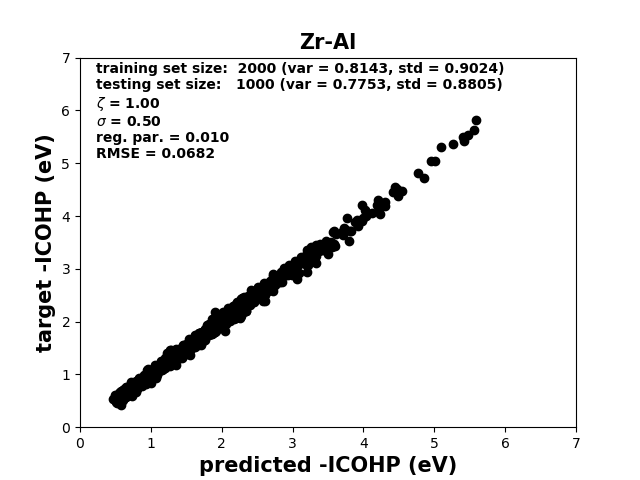 Zr-Al
training set size:  2000 (var = 0.8143, std = 0.9024)
testing set size:   1000 (var = 0.7753, std = 0.8805)
ζ = 1.00
σ = 0.50
reg. par. = 0.010
RMSE = 0.0682
target -ICOHP (eV)
7
6
5
4
3
2
1
0
0 1 2 3 4 5 6 7
predicted -ICOHP (eV)